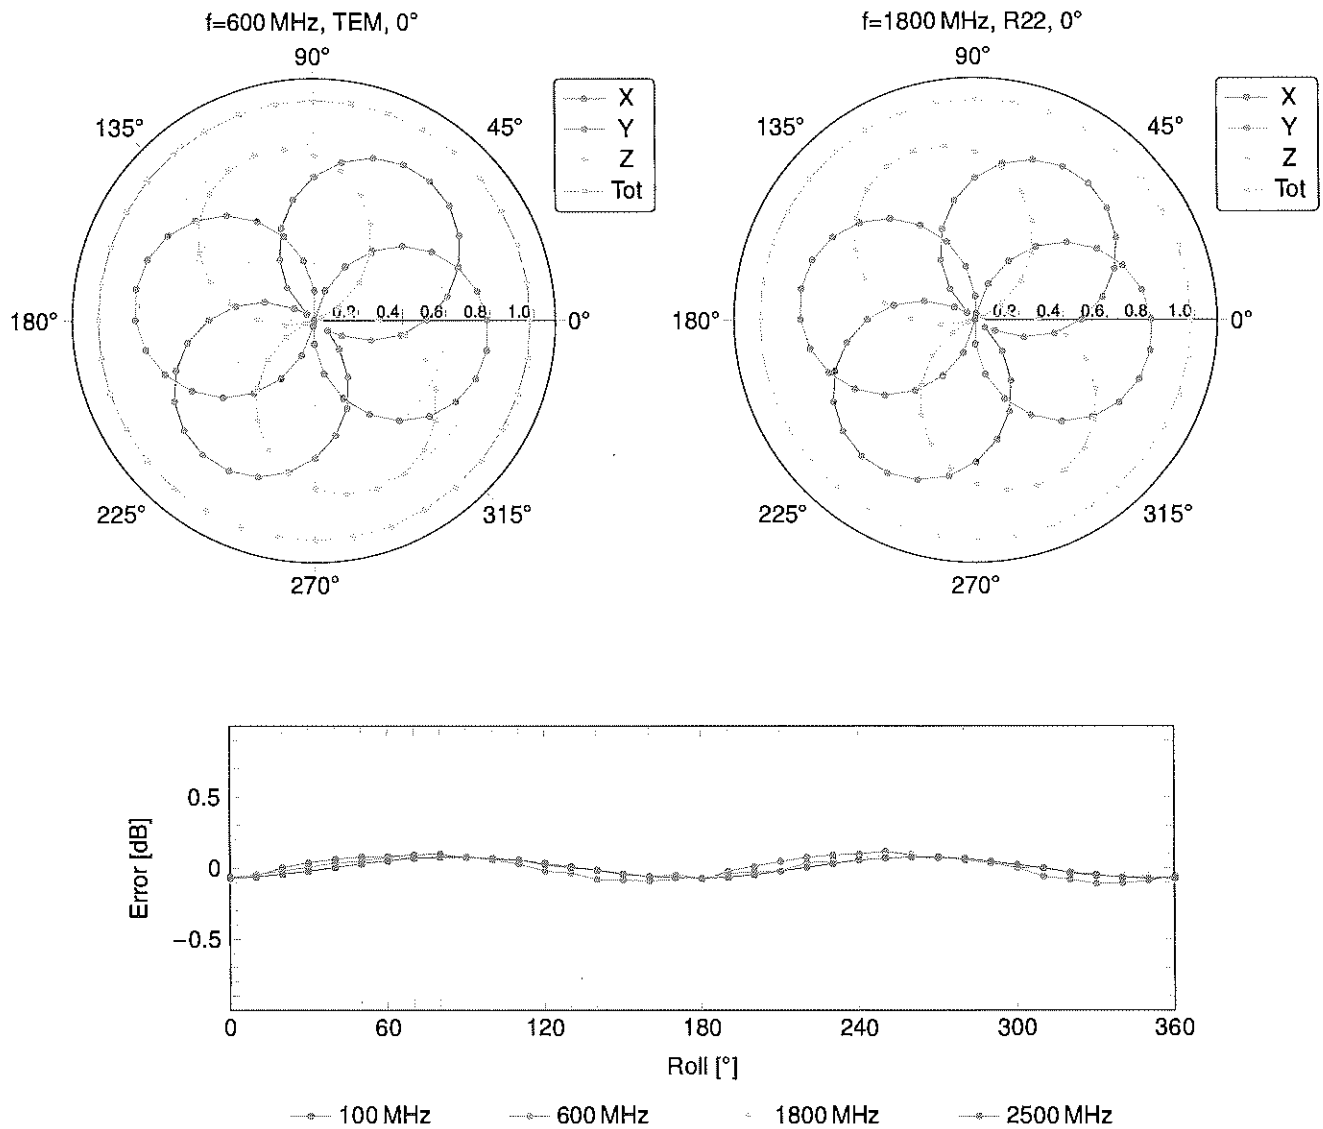 f=600 MHz, TEM, 0°
90°
135°
45°
180°
0.2 0.4 0.6 0.8 1.0
0°
225°
315°
270°
X
Y
Z
Tot
f=1800 MHz, R22, 0°
90°
135°
45°
180°
0.2 0.4 0.6 0.8 1.0
0°
225°
315°
270°
X
Y
Z
Tot
Error [dB]
0.5
0
−0.5
0 60 120 180 240 300 360
Roll [°]
100 MHz 600 MHz 1800 MHz 2500 MHz